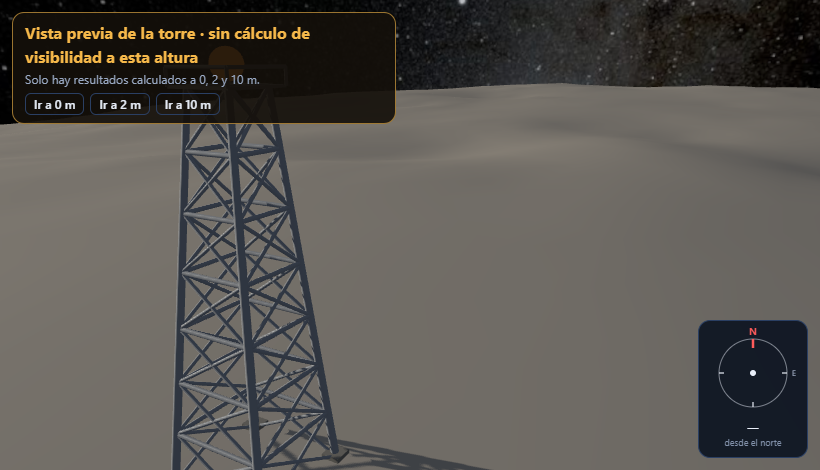 Vista previa de la torre · sin cálculo de
visibilidad a esta altura
Solo hay resultados calculados a 0, 2 y 10 m.
Ir a 0 m Ir a 2 m Ir a 10 m
N
E
—
desde el norte